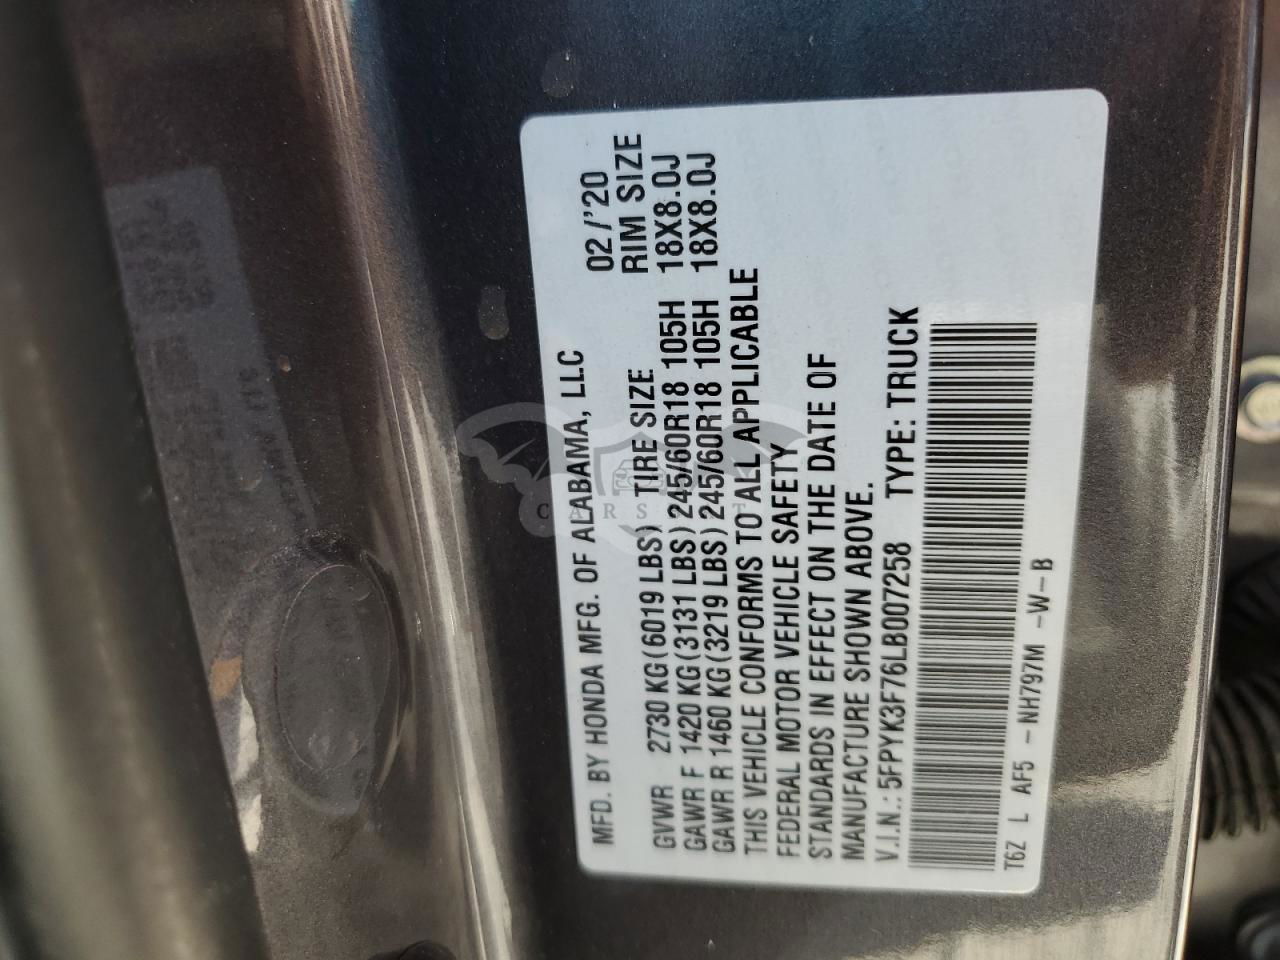 MFD. BY HONDA MFG. OF ALABAMA, LLC 02/'20
GVWR 2730 KG(6019 LBS) TIRE SIZE RIM SIZE
GAWR F 1420 KG(3131 LBS) 245/60R18 105H 18X8.0J
GAWR R 1460 KG(3219 LBS) 245/60R18 105H 18X8.0J
THIS VEHICLE CONFORMS TO ALL APPLICABLE
FEDERAL MOTOR VEHICLE SAFETY
STANDARDS IN EFFECT ON THE DATE OF
MANUFACTURE SHOWN ABOVE.
V.I.N.: 5FPYK3F76LB007258 TYPE: TRUCK
T6Z L AF5 -NH797M -W-B